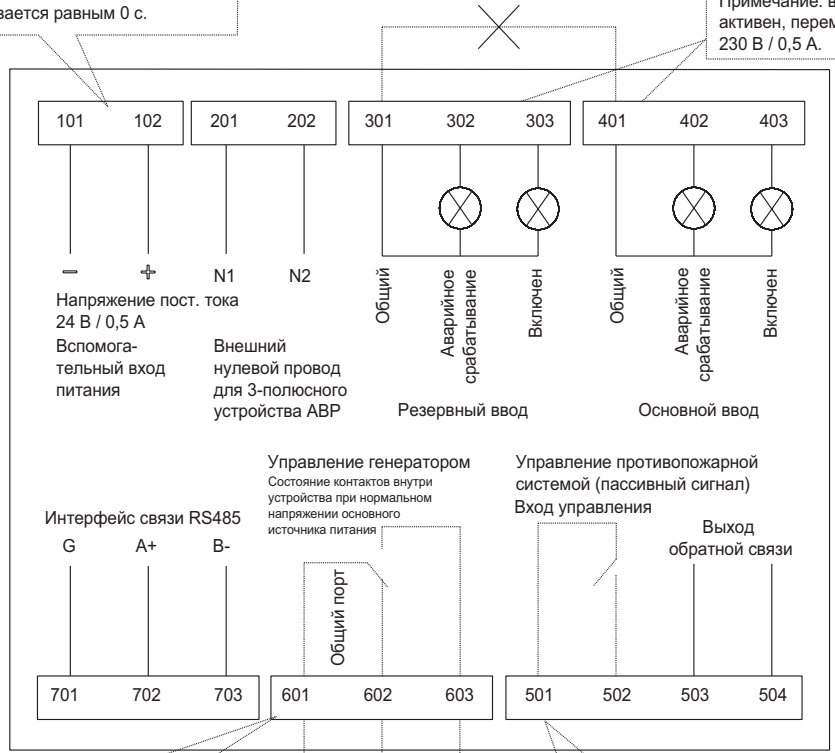 вается равным 0 с.
активен, перем
230 В / 0,5 А.
101 102 201 202 301 302 303 401 402 403
N1 N2
Напряжение пост. тока
24 В / 0,5 А
Вспомога-
тельный вход
питания
Внешний
нулевой провод
для 3-полюсного
устройства АВР
Общий
Аварийное
срабатывание
Включен
Резервный ввод
Общий
Аварийное
срабатывание
Включен
Основной ввод
Интерфейс связи RS485
G A+ B-
Управление генератором
Состояние контактов внутри
устройства при нормальном
напряжении основного
источника питания
Общий порт
Управление противопожарной
системой (пассивный сигнал)
Вход управления
Выход
обратной связи
701 702 703 601 602 603 501 502 503 504